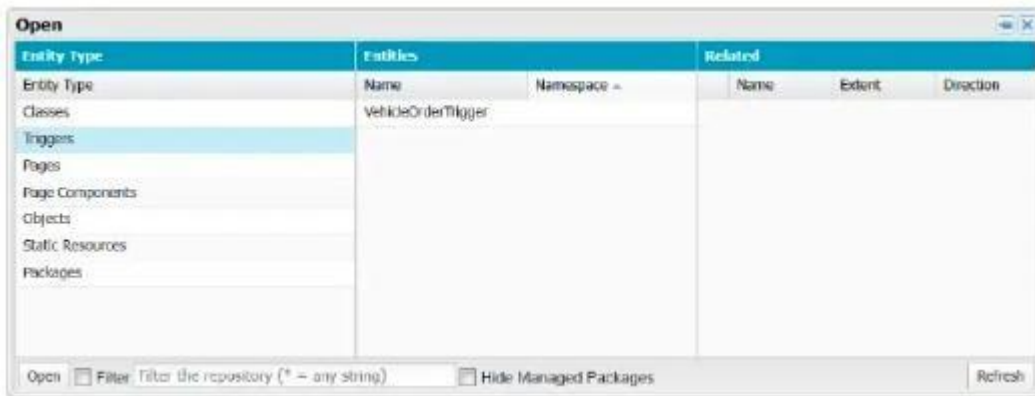 Open
Entity Type Entities Related
Entity Type Name Namespace Name Extent Direction
Classes VehicleOrderTrigger
Triggers
Pages
Page Components
Objects
Static Resources
Packages
Open Filter Filter the repository (* = any string) Hide Managed Packages Refresh